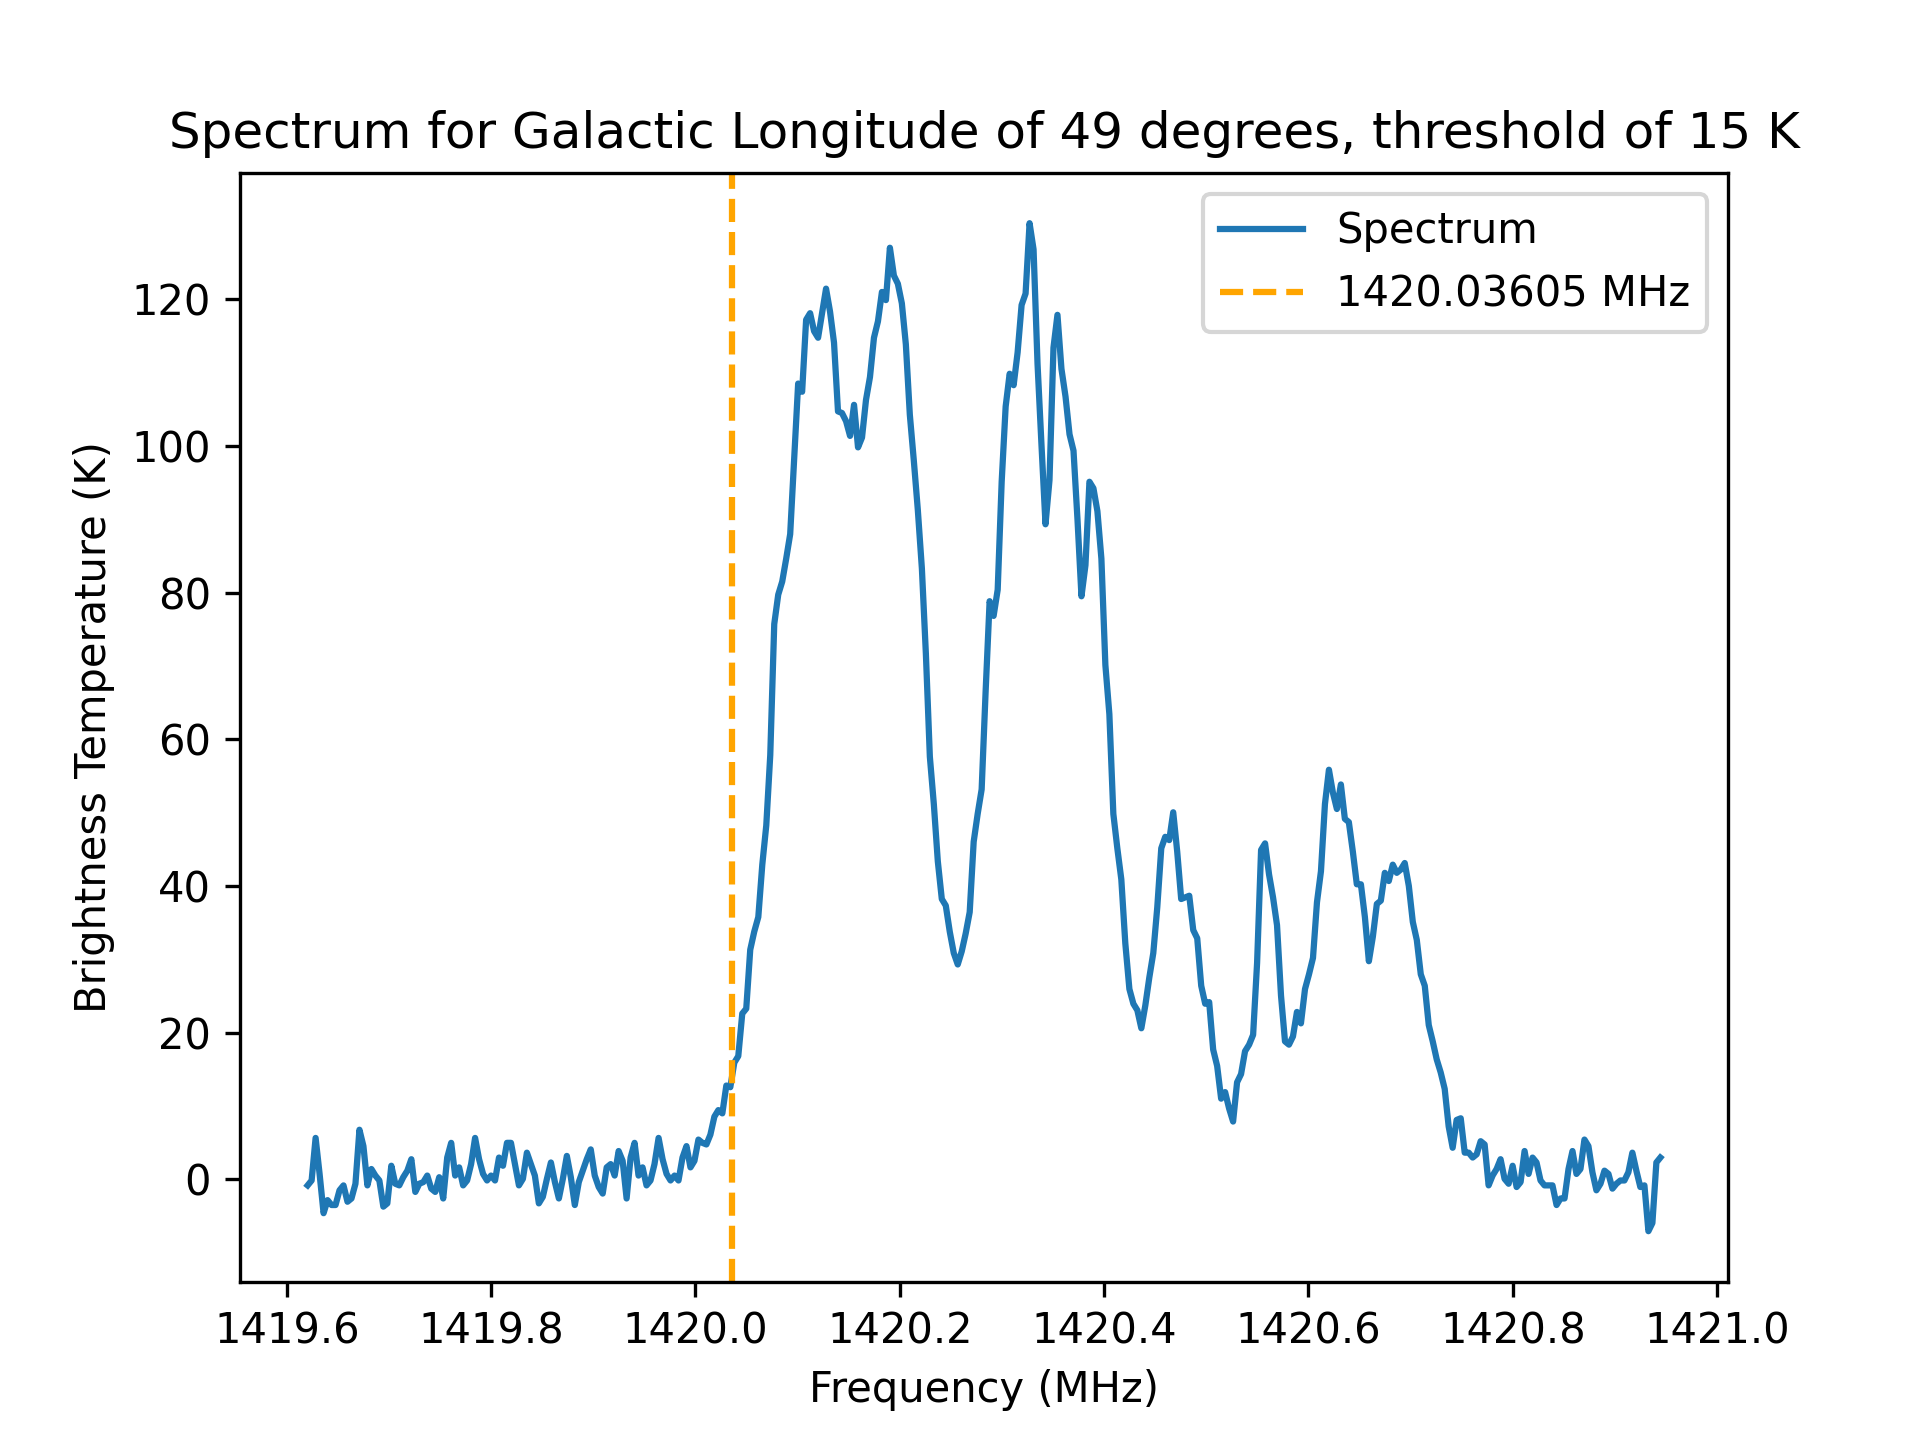 Spectrum for Galactic Longitude of 49 degrees, threshold of 15 K
Spectrum
1420.03605 MHz
Brightness Temperature (K)
120
100
80
60
40
20
0
1419.6 1419.8 1420.0 1420.2 1420.4 1420.6 1420.8 1421.0
Frequency (MHz)